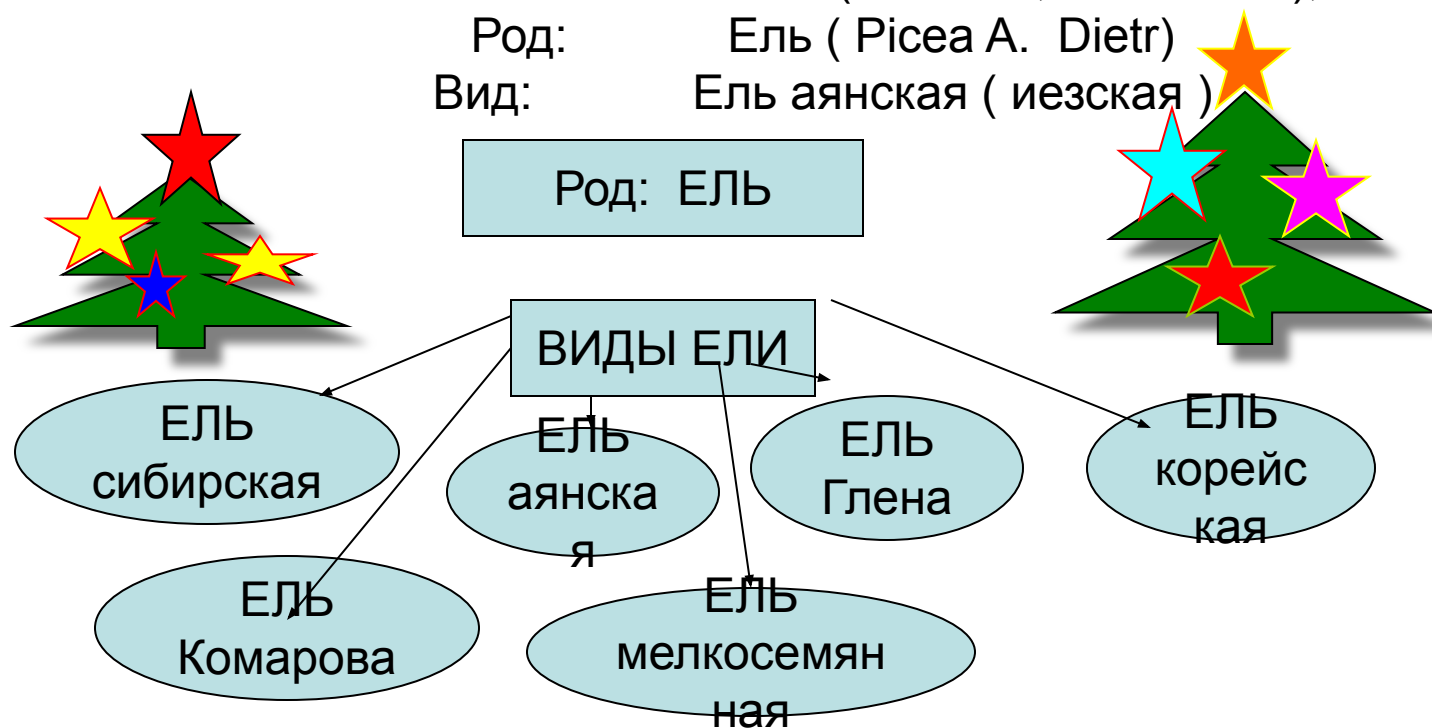 Род: Ель ( Picea A. Dietr)
Вид: Ель аянская ( иезская )
Род: ЕЛЬ
ВИДЫ ЕЛИ
ЕЛЬ
сибирская
ЕЛЬ
аянска
я
ЕЛЬ
Глена
ЕЛЬ
корейс
кая
ЕЛЬ
Комарова
ЕЛЬ
мелкосемян
ная